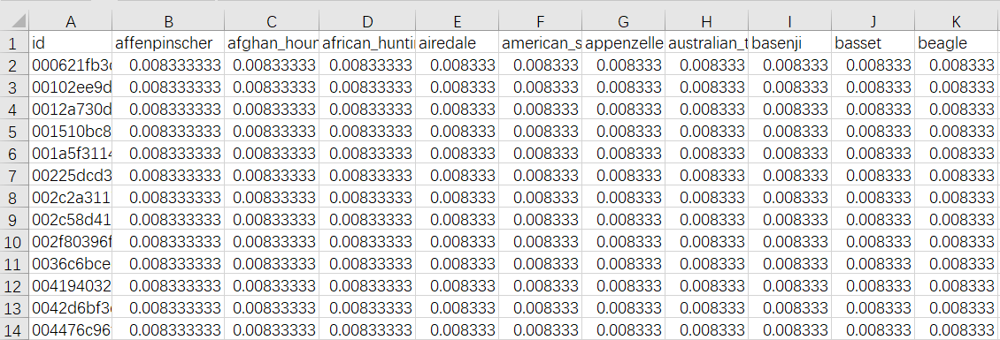 A B C D E F G H I J K
1 id affenpinscher afghan_hour african_hunti airedale american_s appenzelle australian_t basenji basset beagle
2 000621fb3c 0.008333333 0.00833333 0.00833333 0.008333 0.008333 0.008333 0.008333 0.008333 0.008333 0.008333
3 00102ee9d 0.008333333 0.00833333 0.00833333 0.008333 0.008333 0.008333 0.008333 0.008333 0.008333 0.008333
4 0012a730d 0.008333333 0.00833333 0.00833333 0.008333 0.008333 0.008333 0.008333 0.008333 0.008333 0.008333
5 001510bc8 0.008333333 0.00833333 0.00833333 0.008333 0.008333 0.008333 0.008333 0.008333 0.008333 0.008333
6 001a5f3114 0.008333333 0.00833333 0.00833333 0.008333 0.008333 0.008333 0.008333 0.008333 0.008333 0.008333
7 00225dcd3 0.008333333 0.00833333 0.00833333 0.008333 0.008333 0.008333 0.008333 0.008333 0.008333 0.008333
8 002c2a311 0.008333333 0.00833333 0.00833333 0.008333 0.008333 0.008333 0.008333 0.008333 0.008333 0.008333
9 002c58d41 0.008333333 0.00833333 0.00833333 0.008333 0.008333 0.008333 0.008333 0.008333 0.008333 0.008333
10 002f80396f 0.008333333 0.00833333 0.00833333 0.008333 0.008333 0.008333 0.008333 0.008333 0.008333 0.008333
11 0036c6bce 0.008333333 0.00833333 0.00833333 0.008333 0.008333 0.008333 0.008333 0.008333 0.008333 0.008333
12 004194032 0.008333333 0.00833333 0.00833333 0.008333 0.008333 0.008333 0.008333 0.008333 0.008333 0.008333
13 0042d6bf3 0.008333333 0.00833333 0.00833333 0.008333 0.008333 0.008333 0.008333 0.008333 0.008333 0.008333
14 004476c96 0.008333333 0.00833333 0.00833333 0.008333 0.008333 0.008333 0.008333 0.008333 0.008333 0.008333